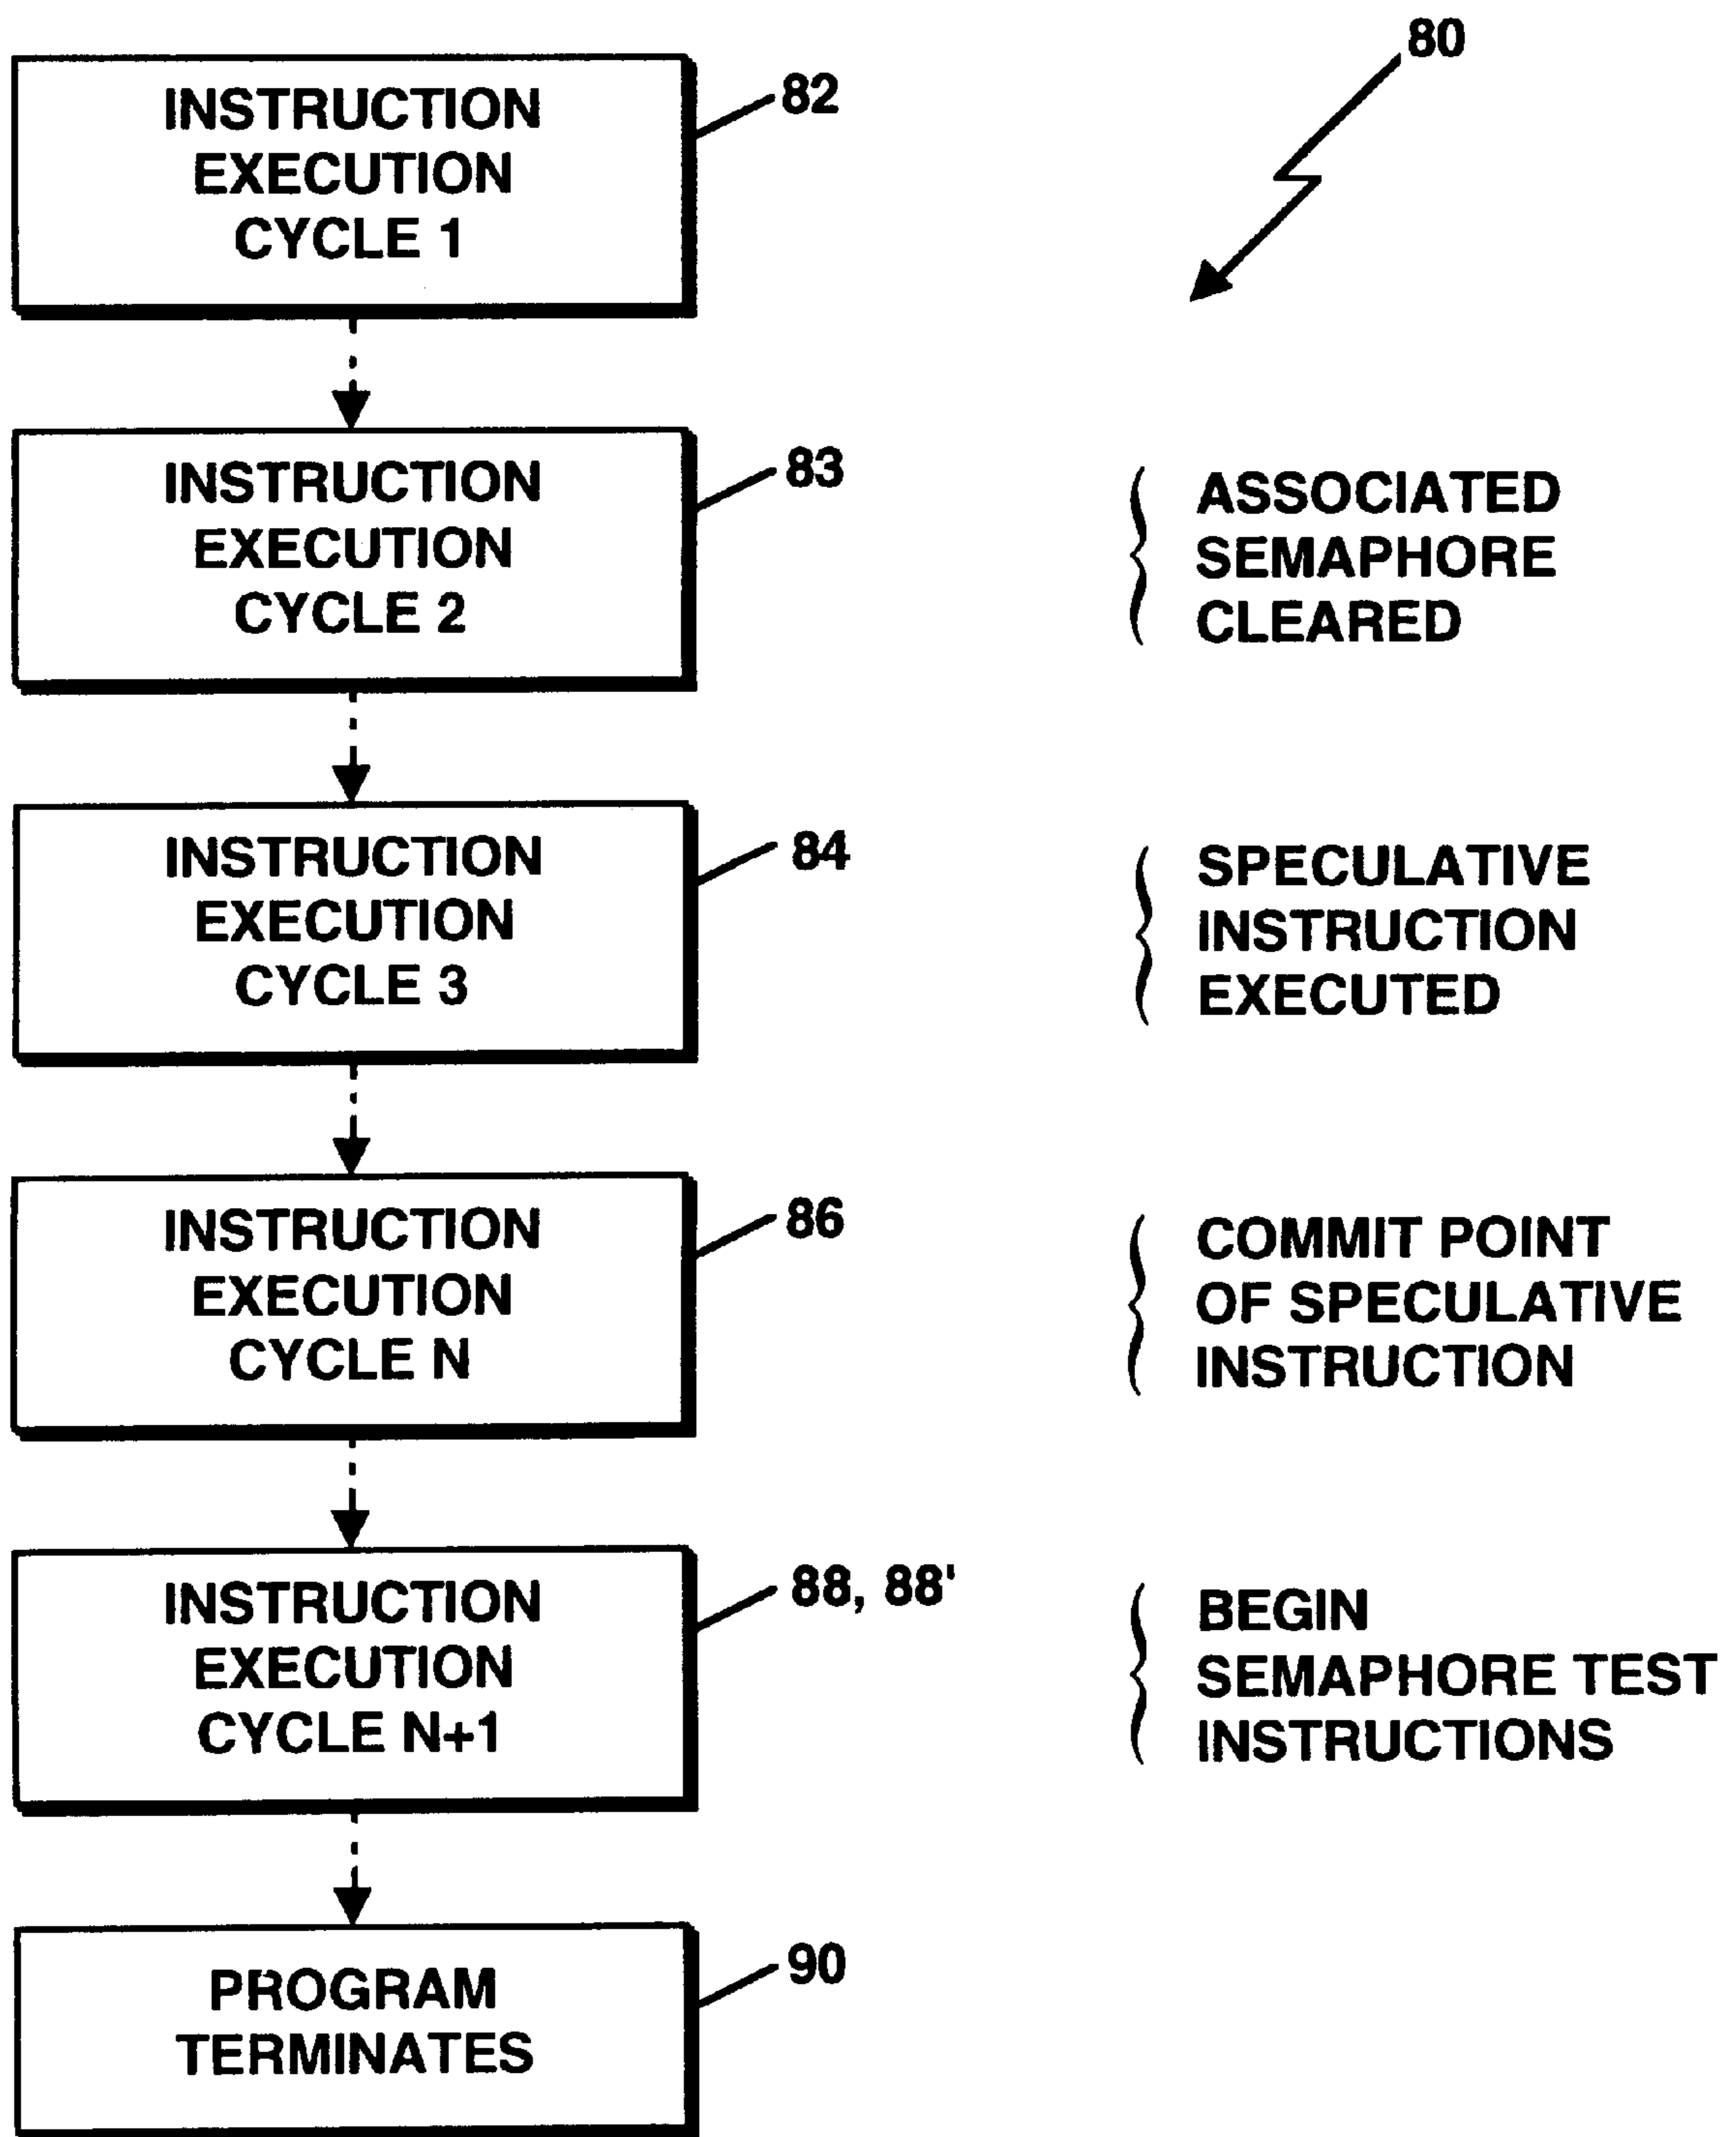 80
INSTRUCTION
EXECUTION
CYCLE 1
82
INSTRUCTION
EXECUTION
CYCLE 2
83
ASSOCIATED
SEMAPHORE
CLEARED
INSTRUCTION
EXECUTION
CYCLE 3
84
SPECULATIVE
INSTRUCTION
EXECUTED
INSTRUCTION
EXECUTION
CYCLE N
86
COMMIT POINT
OF SPECULATIVE
INSTRUCTION
INSTRUCTION
EXECUTION
CYCLE N+1
88, 88'
BEGIN
SEMAPHORE TEST
INSTRUCTIONS
PROGRAM
TERMINATES
90